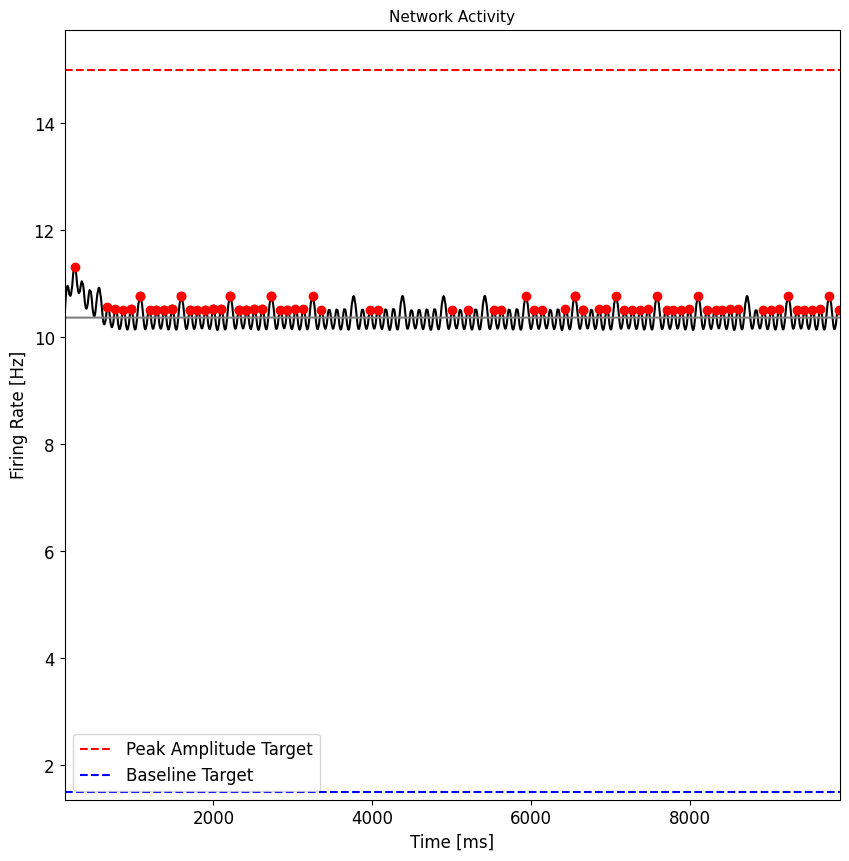 Network Activity
14
12
10
8
6
4
2
Firing Rate [Hz]
Peak Amplitude Target
Baseline Target
2000 4000 6000 8000
Time [ms]